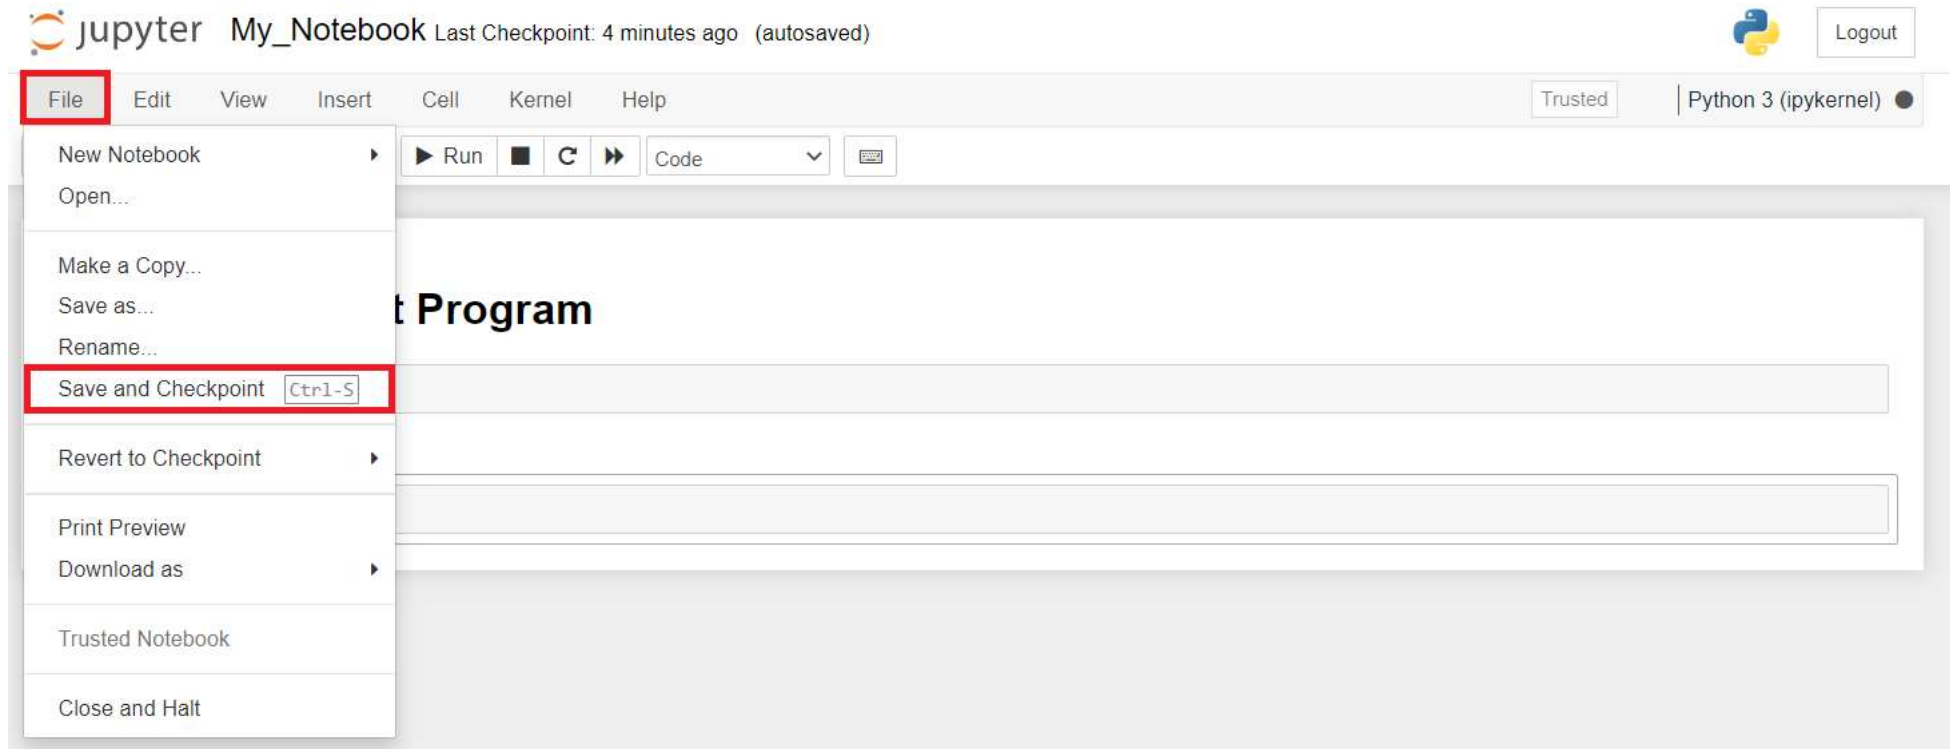 jupyter My_Notebook Last Checkpoint: 4 minutes ago (autosaved) Logout
File Edit View Insert Cell Kernel Help Trusted Python 3 (ipykernel)
New Notebook Run Code
Open...
Make a Copy...
Save as... t Program
Rename...
Save and Checkpoint Ctrl-S
Revert to Checkpoint
Print Preview
Download as
Trusted Notebook
Close and Halt